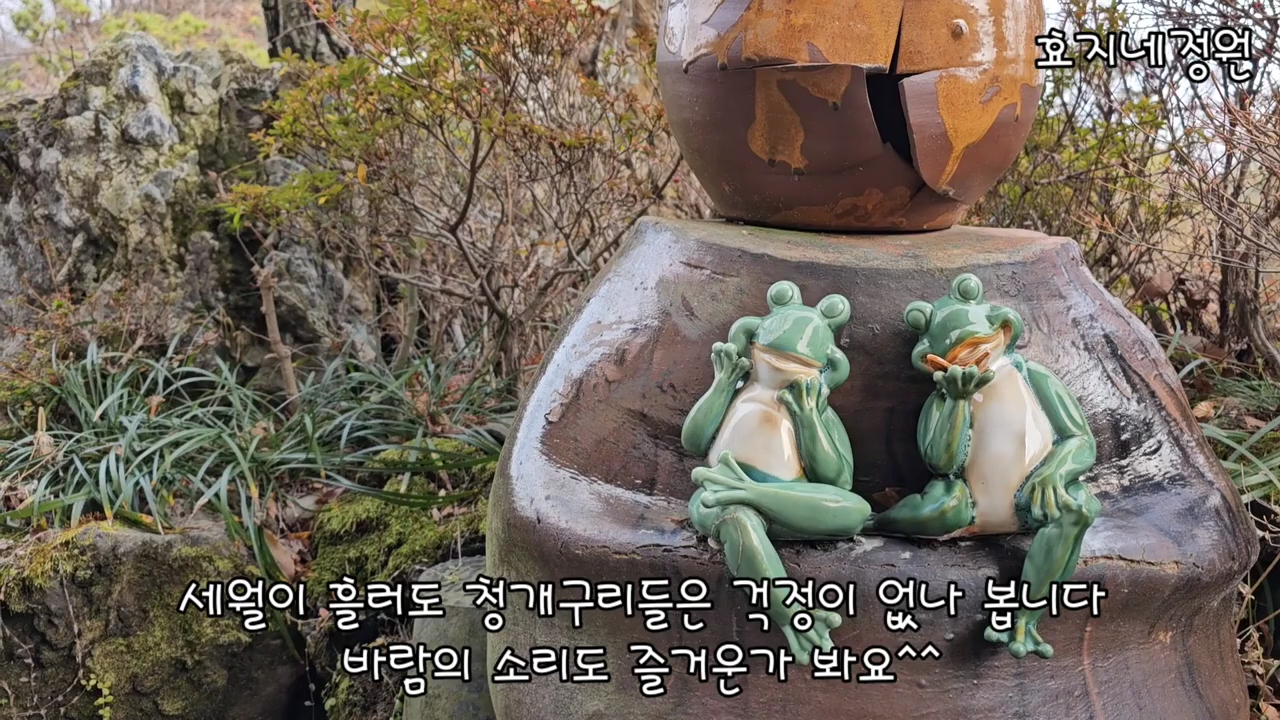 효지네정원
세월이 흘러도 청개구리들은 걱정이 없나 봅니다
바람의 소리도 즐거운가 봐요^^